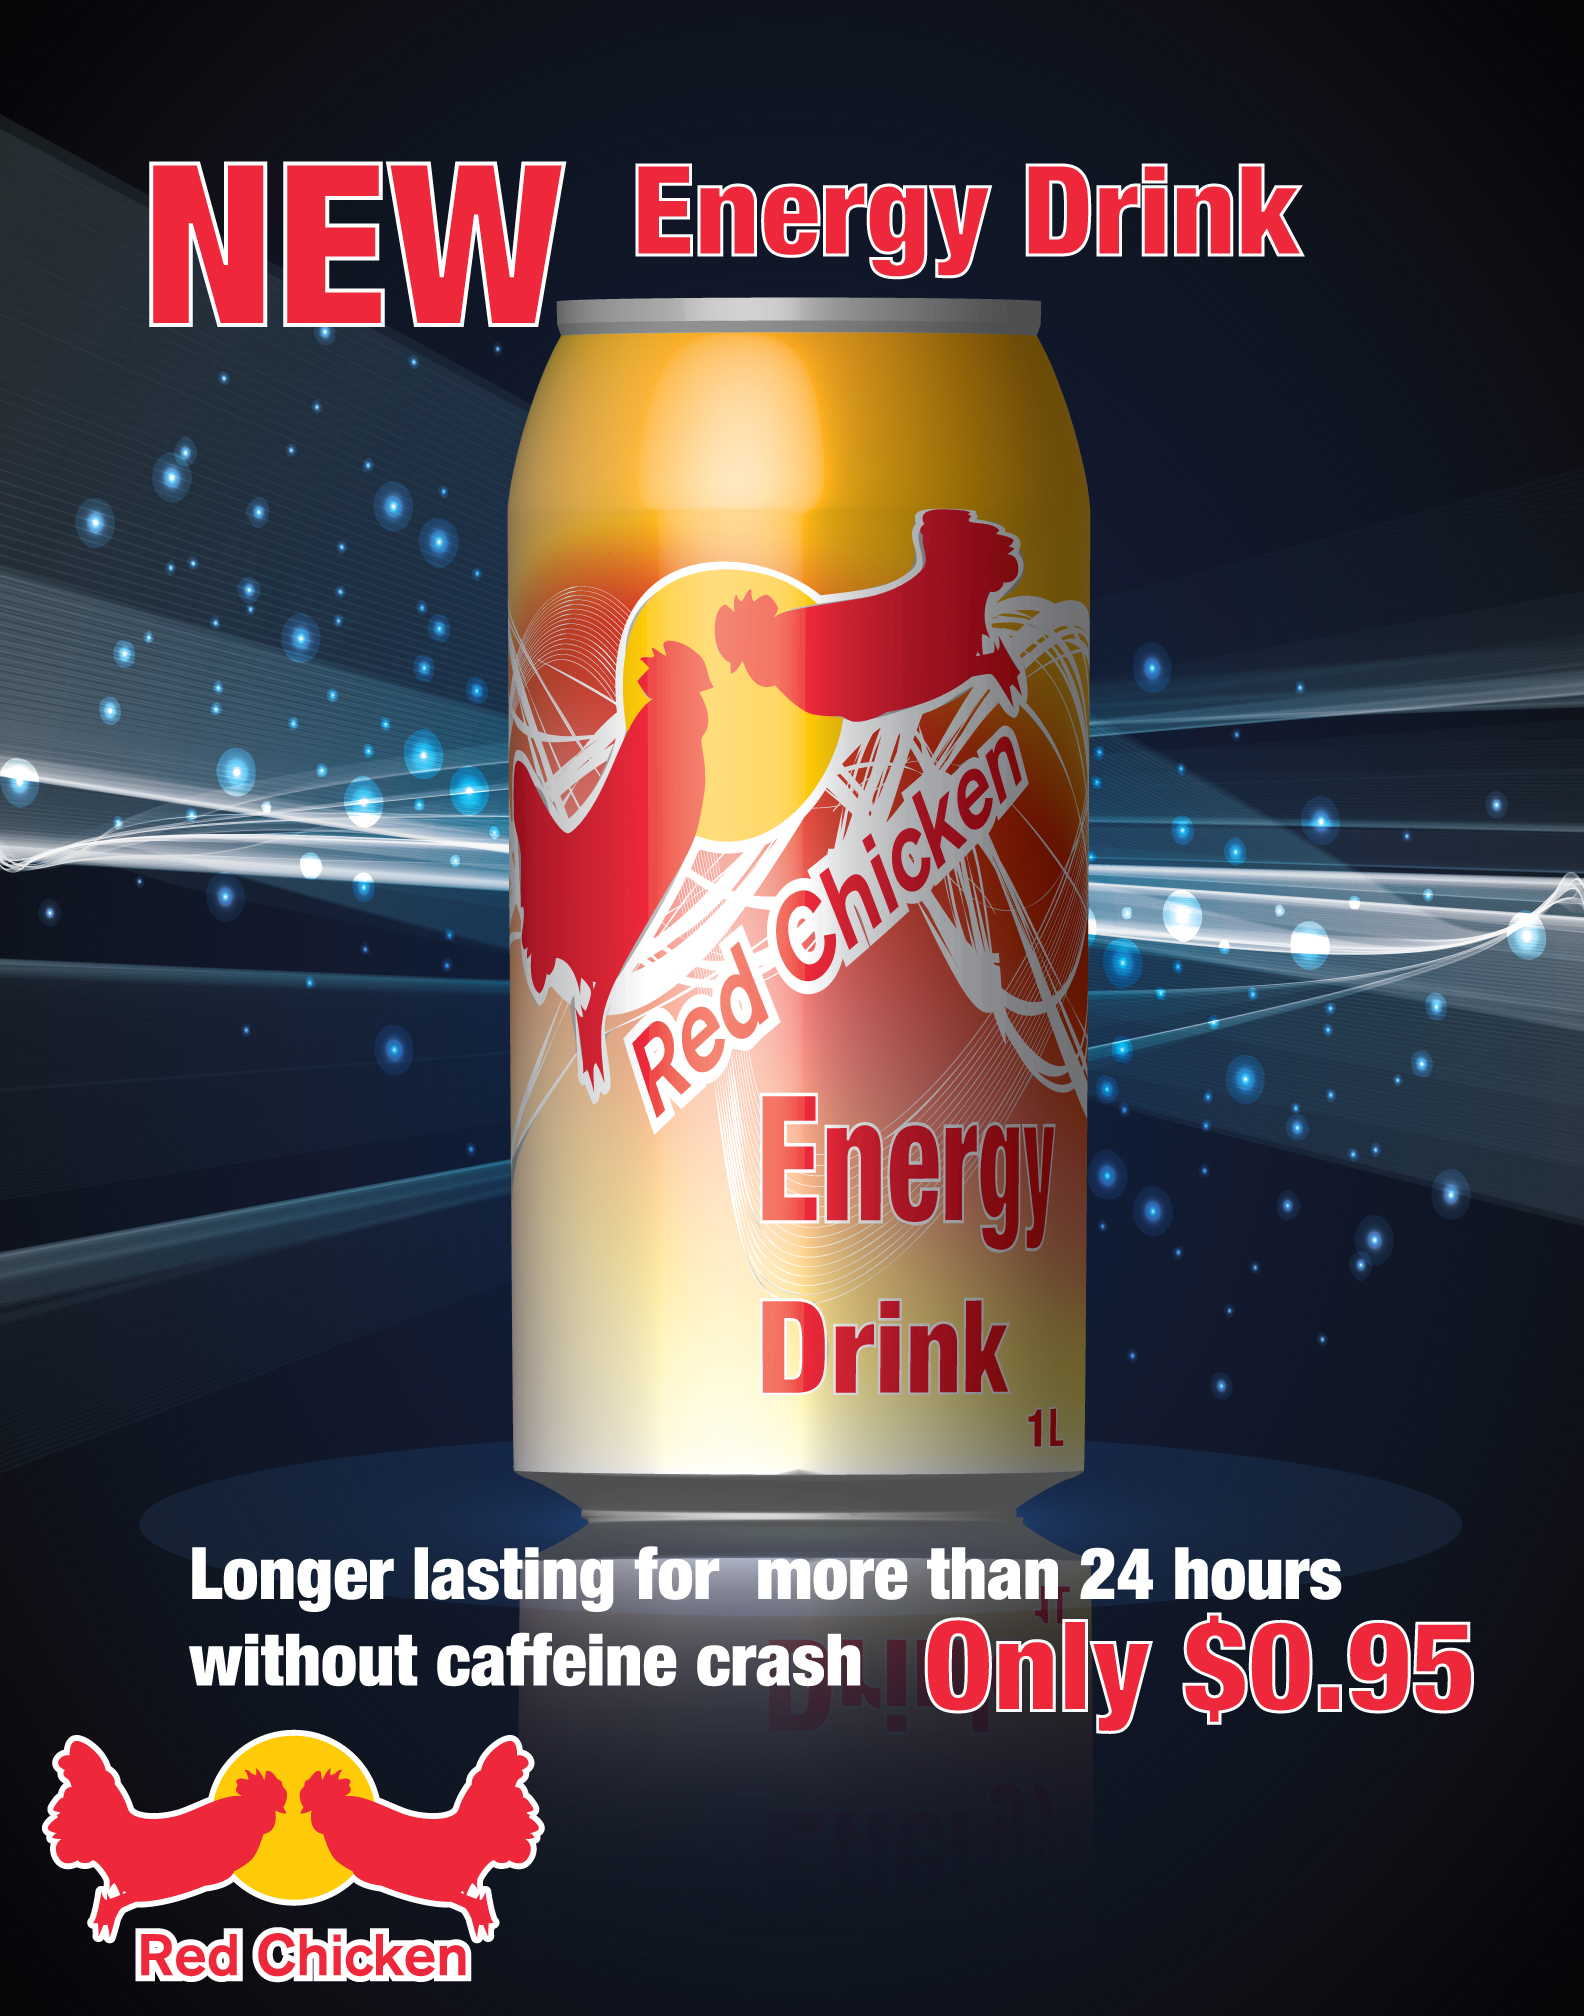 NEW Energy Drink
Red Chicken
Energy
Drink
1L
Longer lasting for  more than 24 hours
without caffeine crash Only $0.95
Red Chicken